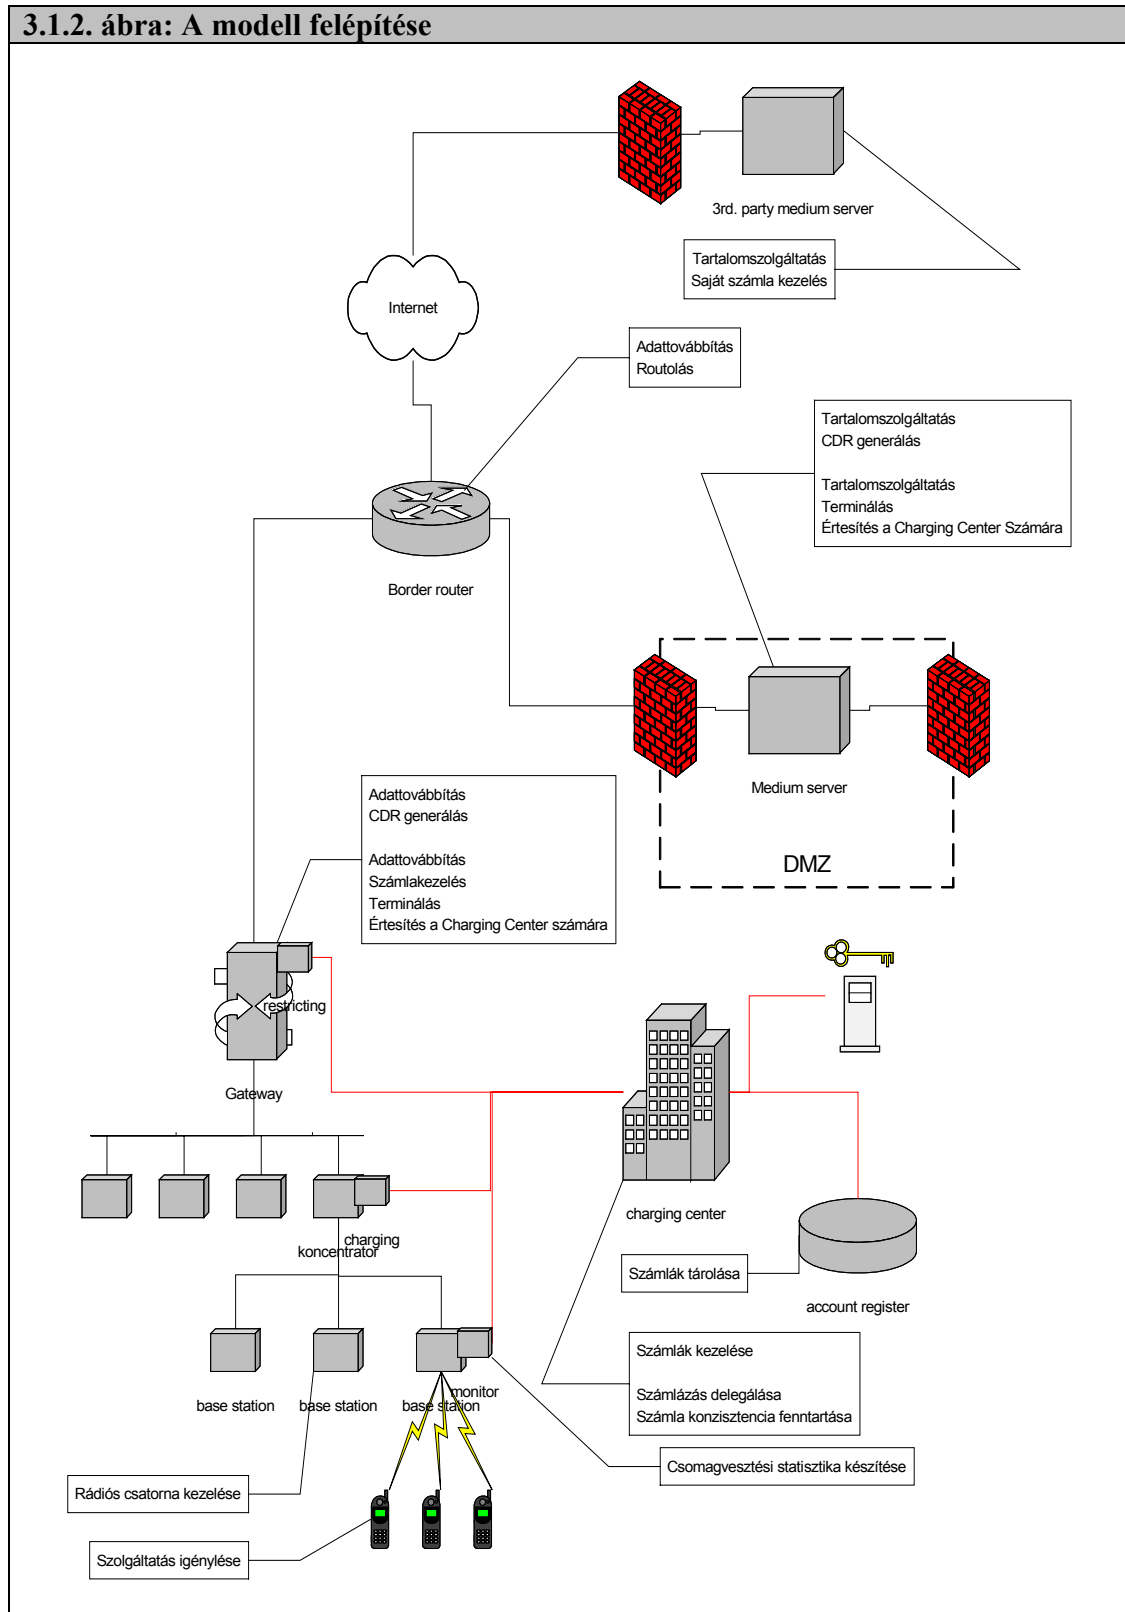 3.1.2. ábra: A modell felépítése
3rd. party medium server
Tartalomszolgáltatás
Saját számla kezelés
Internet
Adattovábbítás
Routolás
Tartalomszolgáltatás
CDR generálás
Tartalomszolgáltatás
Terminálás
Értesítés a Charging Center Számára
Border router
Medium server
DMZ
Adattovábbítás
CDR generálás
Adattovábbítás
Számlakezelés
Terminálás
Értesítés a Charging Center számára
restricting
Gateway
charging center
charging
koncentrator
Számlák tárolása
account register
Számlák kezelése
Számlázás delegálása
Számla konzisztencia fenntartása
monitor
base station
base station
base station
Csomagvesztési statisztika készítése
Rádiós csatorna kezelése
Szolgáltatás igénylése